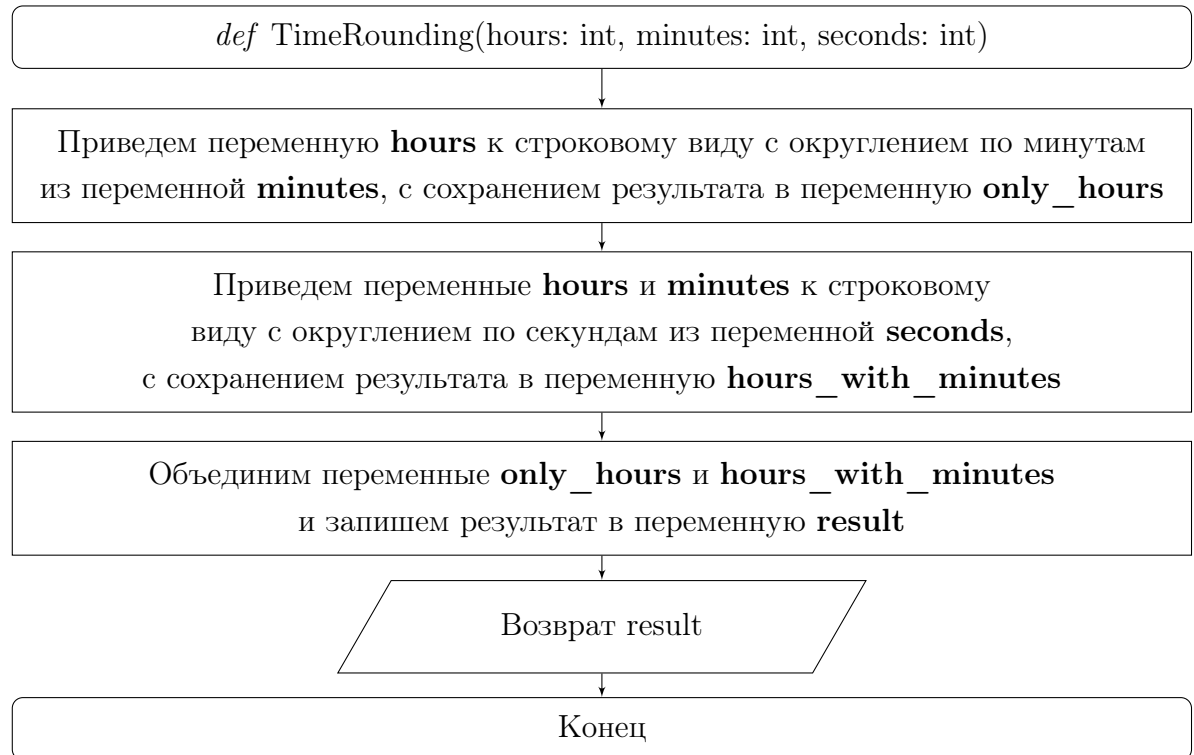 def TimeRounding(hours: int, minutes: int, seconds: int)
Приведем переменную hours к строковому виду с округлением по минутам
из переменной minutes, с сохранением результата в переменную only_hours
Приведем переменные hours и minutes к строковому
виду с округлением по секундам из переменной seconds,
с сохранением результата в переменную hours_with_minutes
Объединим переменные only_hours и hours_with_minutes
и запишем результат в переменную result
Возврат result
Конец